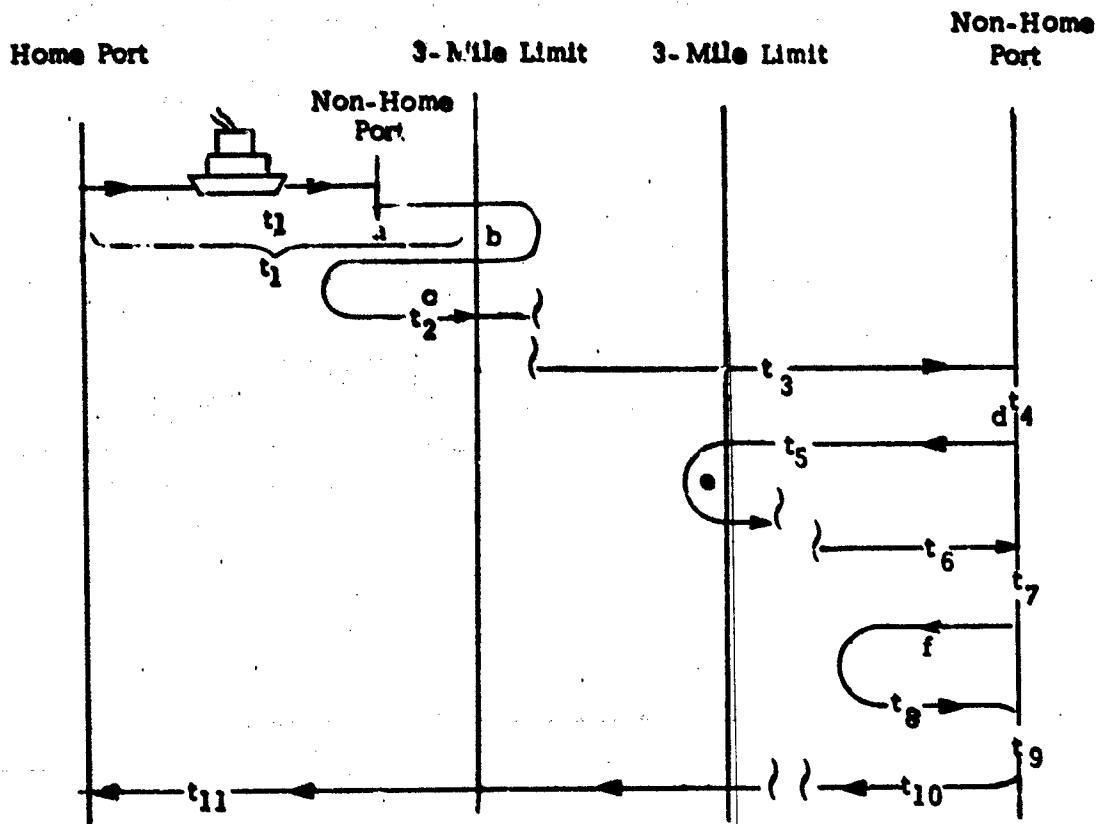 Non-Home
Port
Home Port
3-Mile Limit
3-Mile Limit
Non-Home
Port
t1
a
b
t1
c
t2
t3
t4
d
t5
t6
t7
f
t8
t9
t10
t11